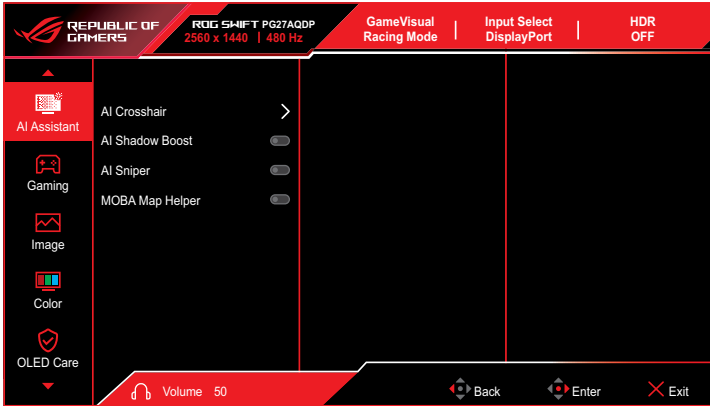 REPUBLIC OF
GAMERS
ROG SWIFT PG27AQDP
2560 x 1440 | 480 Hz
GameVisual
Racing Mode
Input Select
DisplayPort
HDR
OFF
AI Assistant
Gaming
Image
Color
OLED Care
AI Crosshair
AI Shadow Boost
AI Sniper
MOBA Map Helper
Volume 50
Back
Enter
Exit